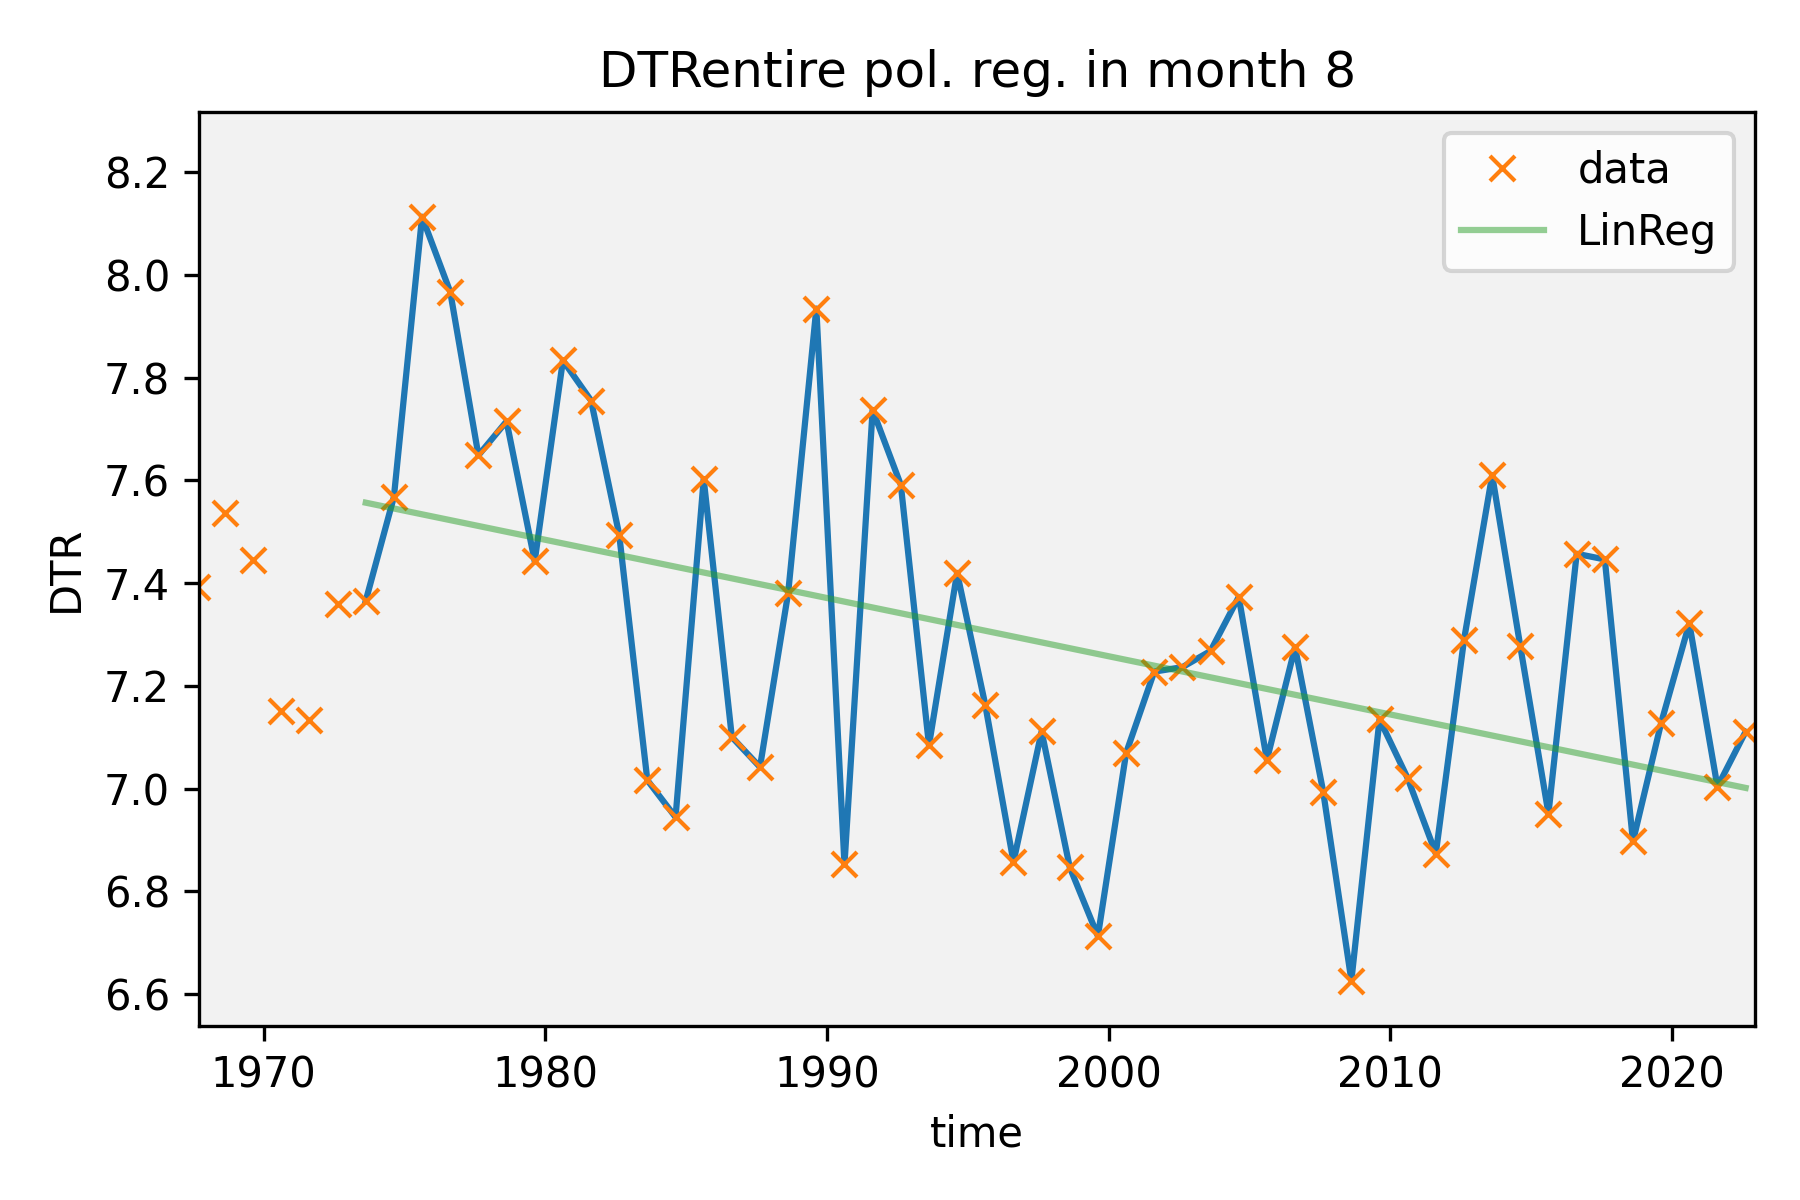 DTRentire pol. reg. in month 8
data
LinReg
8.2
8.0
7.8
7.6
7.4
7.2
7.0
6.8
6.6
DTR
1970 1980 1990 2000 2010 2020
time